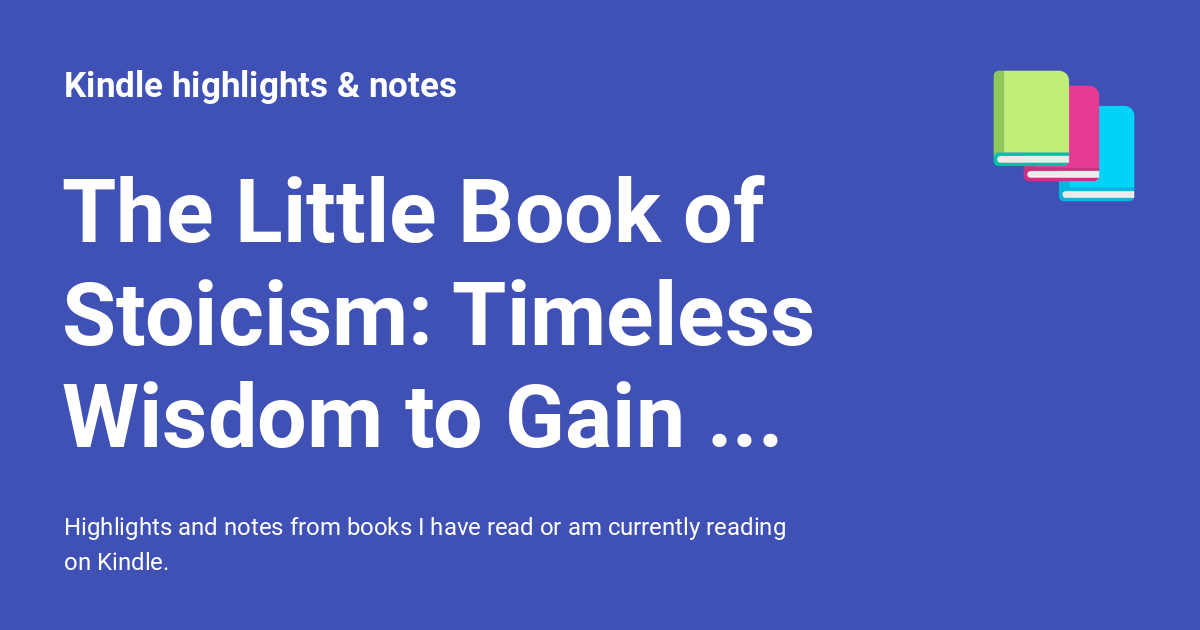 Kindle highlights & notes
The Little Book of
Stoicism: Timeless
Wisdom to Gain ...
Highlights and notes from books I have read or am currently reading
on Kindle.